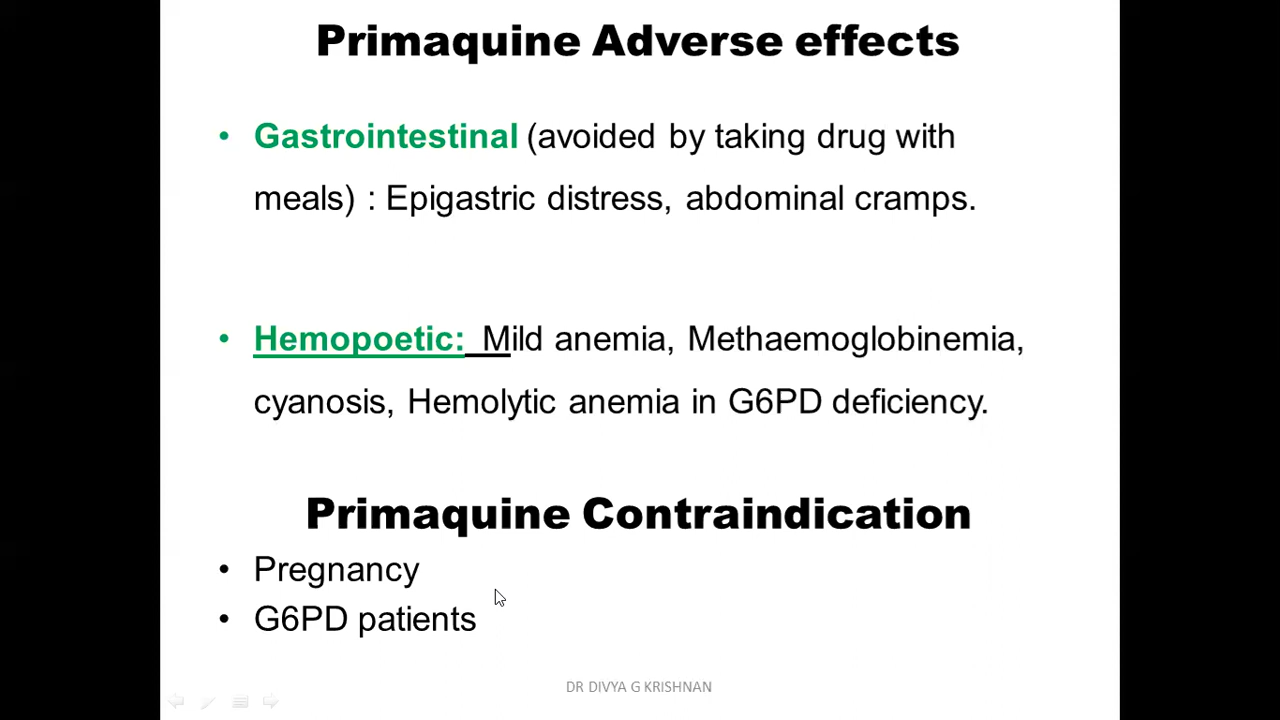 Primaquine Adverse effects
• Gastrointestinal (avoided by taking drug with
meals) : Epigastric distress, abdominal cramps.
• Hemopoetic: Mild anemia, Methaemoglobinemia,
cyanosis, Hemolytic anemia in G6PD deficiency.
Primaquine Contraindication
• Pregnancy
• G6PD patients
DR DIVYA G KRISHNAN